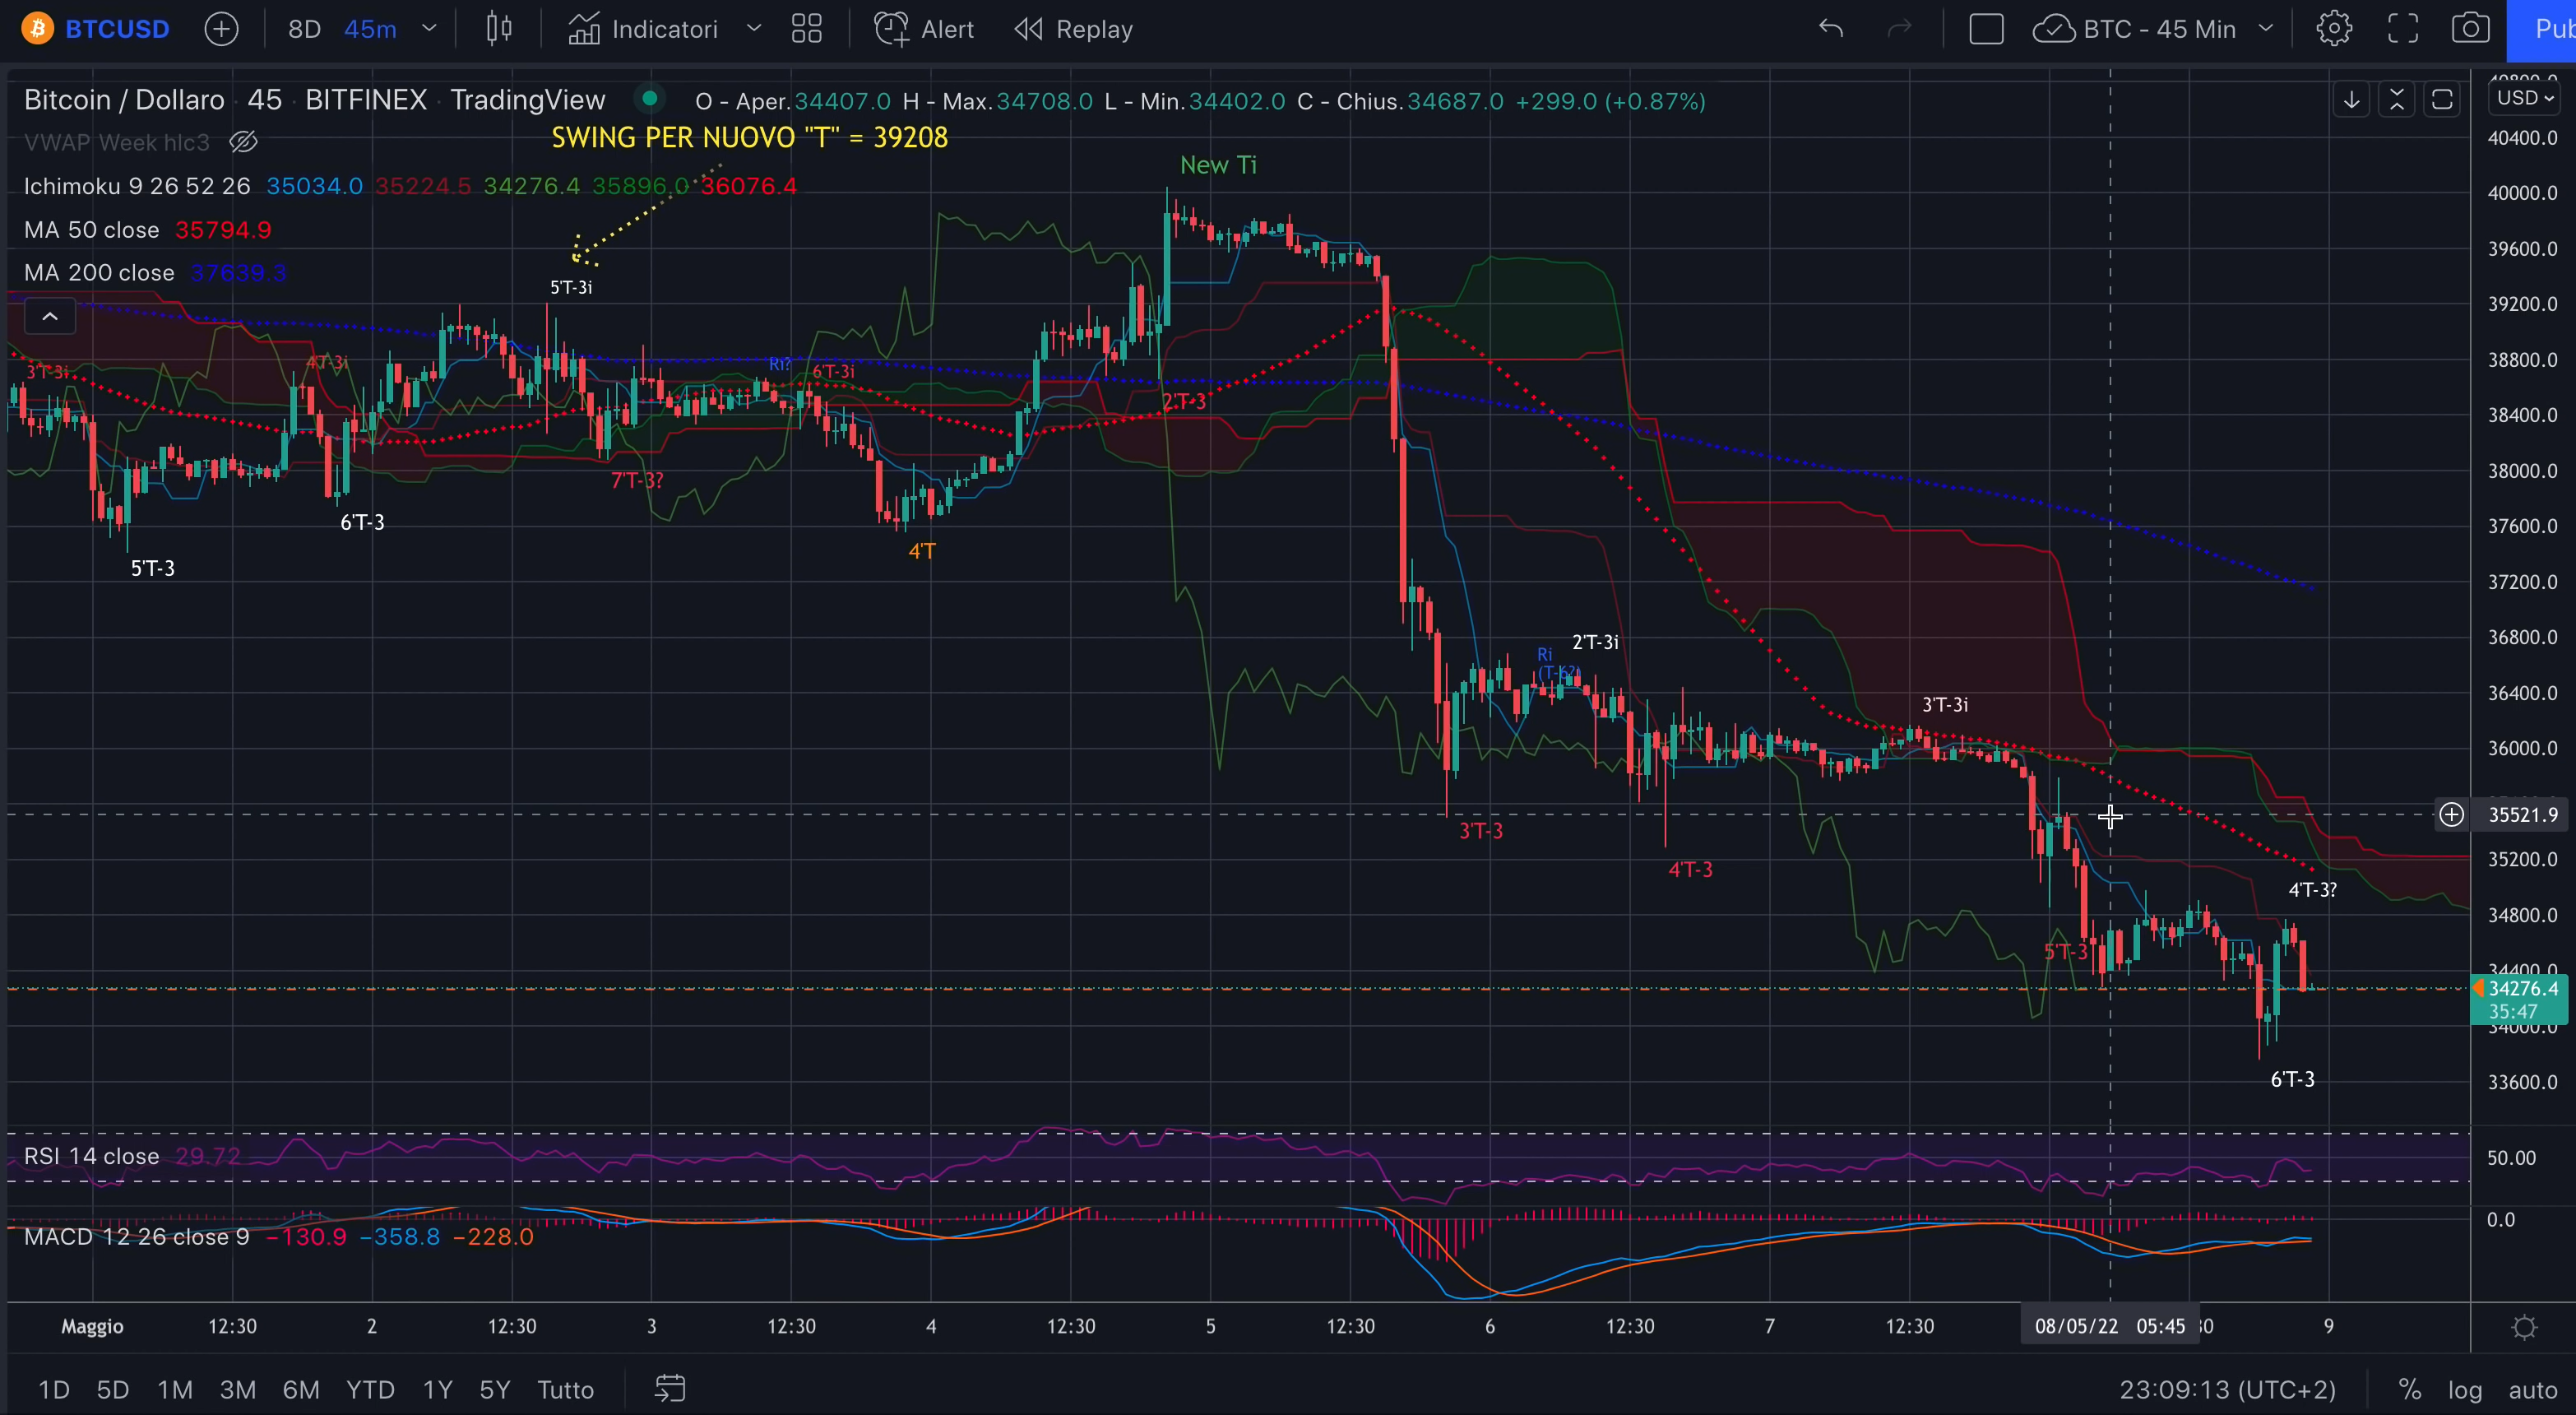 BTCUSD 8D 45m Indicatori Alert Replay BTC - 45 Min Pub
Bitcoin / Dollaro · 45 · BITFINEX · TradingView O - Aper.34407.0 H - Max.34708.0 L - Min.34402.0 C - Chius.34687.0 +299.0 (+0.87%)
USD
VWAP Week hlc3
SWING PER NUOVO "T" = 39208
Ichimoku 9 26 52 26 35034.0 35224.5 34276.4 35896.0 36076.4
MA 50 close 35794.9
MA 200 close 37639.3
New Ti
5'T-3i
3'T-3i
4'T-3i
Ri?
6'T-3i
2'T-3
7'T-3?
6'T-3
4'T
5'T-3
2'T-3i
Ri
(T-6?)
3'T-3i
3'T-3
4'T-3
4'T-3?
5'T-3
6'T-3
40800.0
40400.0
40000.0
39600.0
39200.0
38800.0
38400.0
38000.0
37600.0
37200.0
36800.0
36400.0
36000.0
35521.9
35200.0
34800.0
34400.0
34276.4
35:47
34000.0
33600.0
RSI 14 close 29.72
50.00
MACD 12 26 close 9 −130.9 −358.8 −228.0
0.0
Maggio 12:30 2 12:30 3 12:30 4 12:30 5 12:30 6 12:30 7 12:30 08/05/22 05:45 9
1D 5D 1M 3M 6M YTD 1Y 5Y Tutto 23:09:13 (UTC+2) % log auto